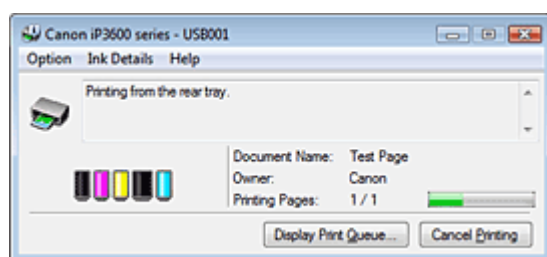 Canon iP3600 series - USB001
Option Ink Details Help
Printing from the rear tray.
Document Name: Test Page
Owner: Canon
Printing Pages: 1 / 1
Display Print Queue... Cancel Printing